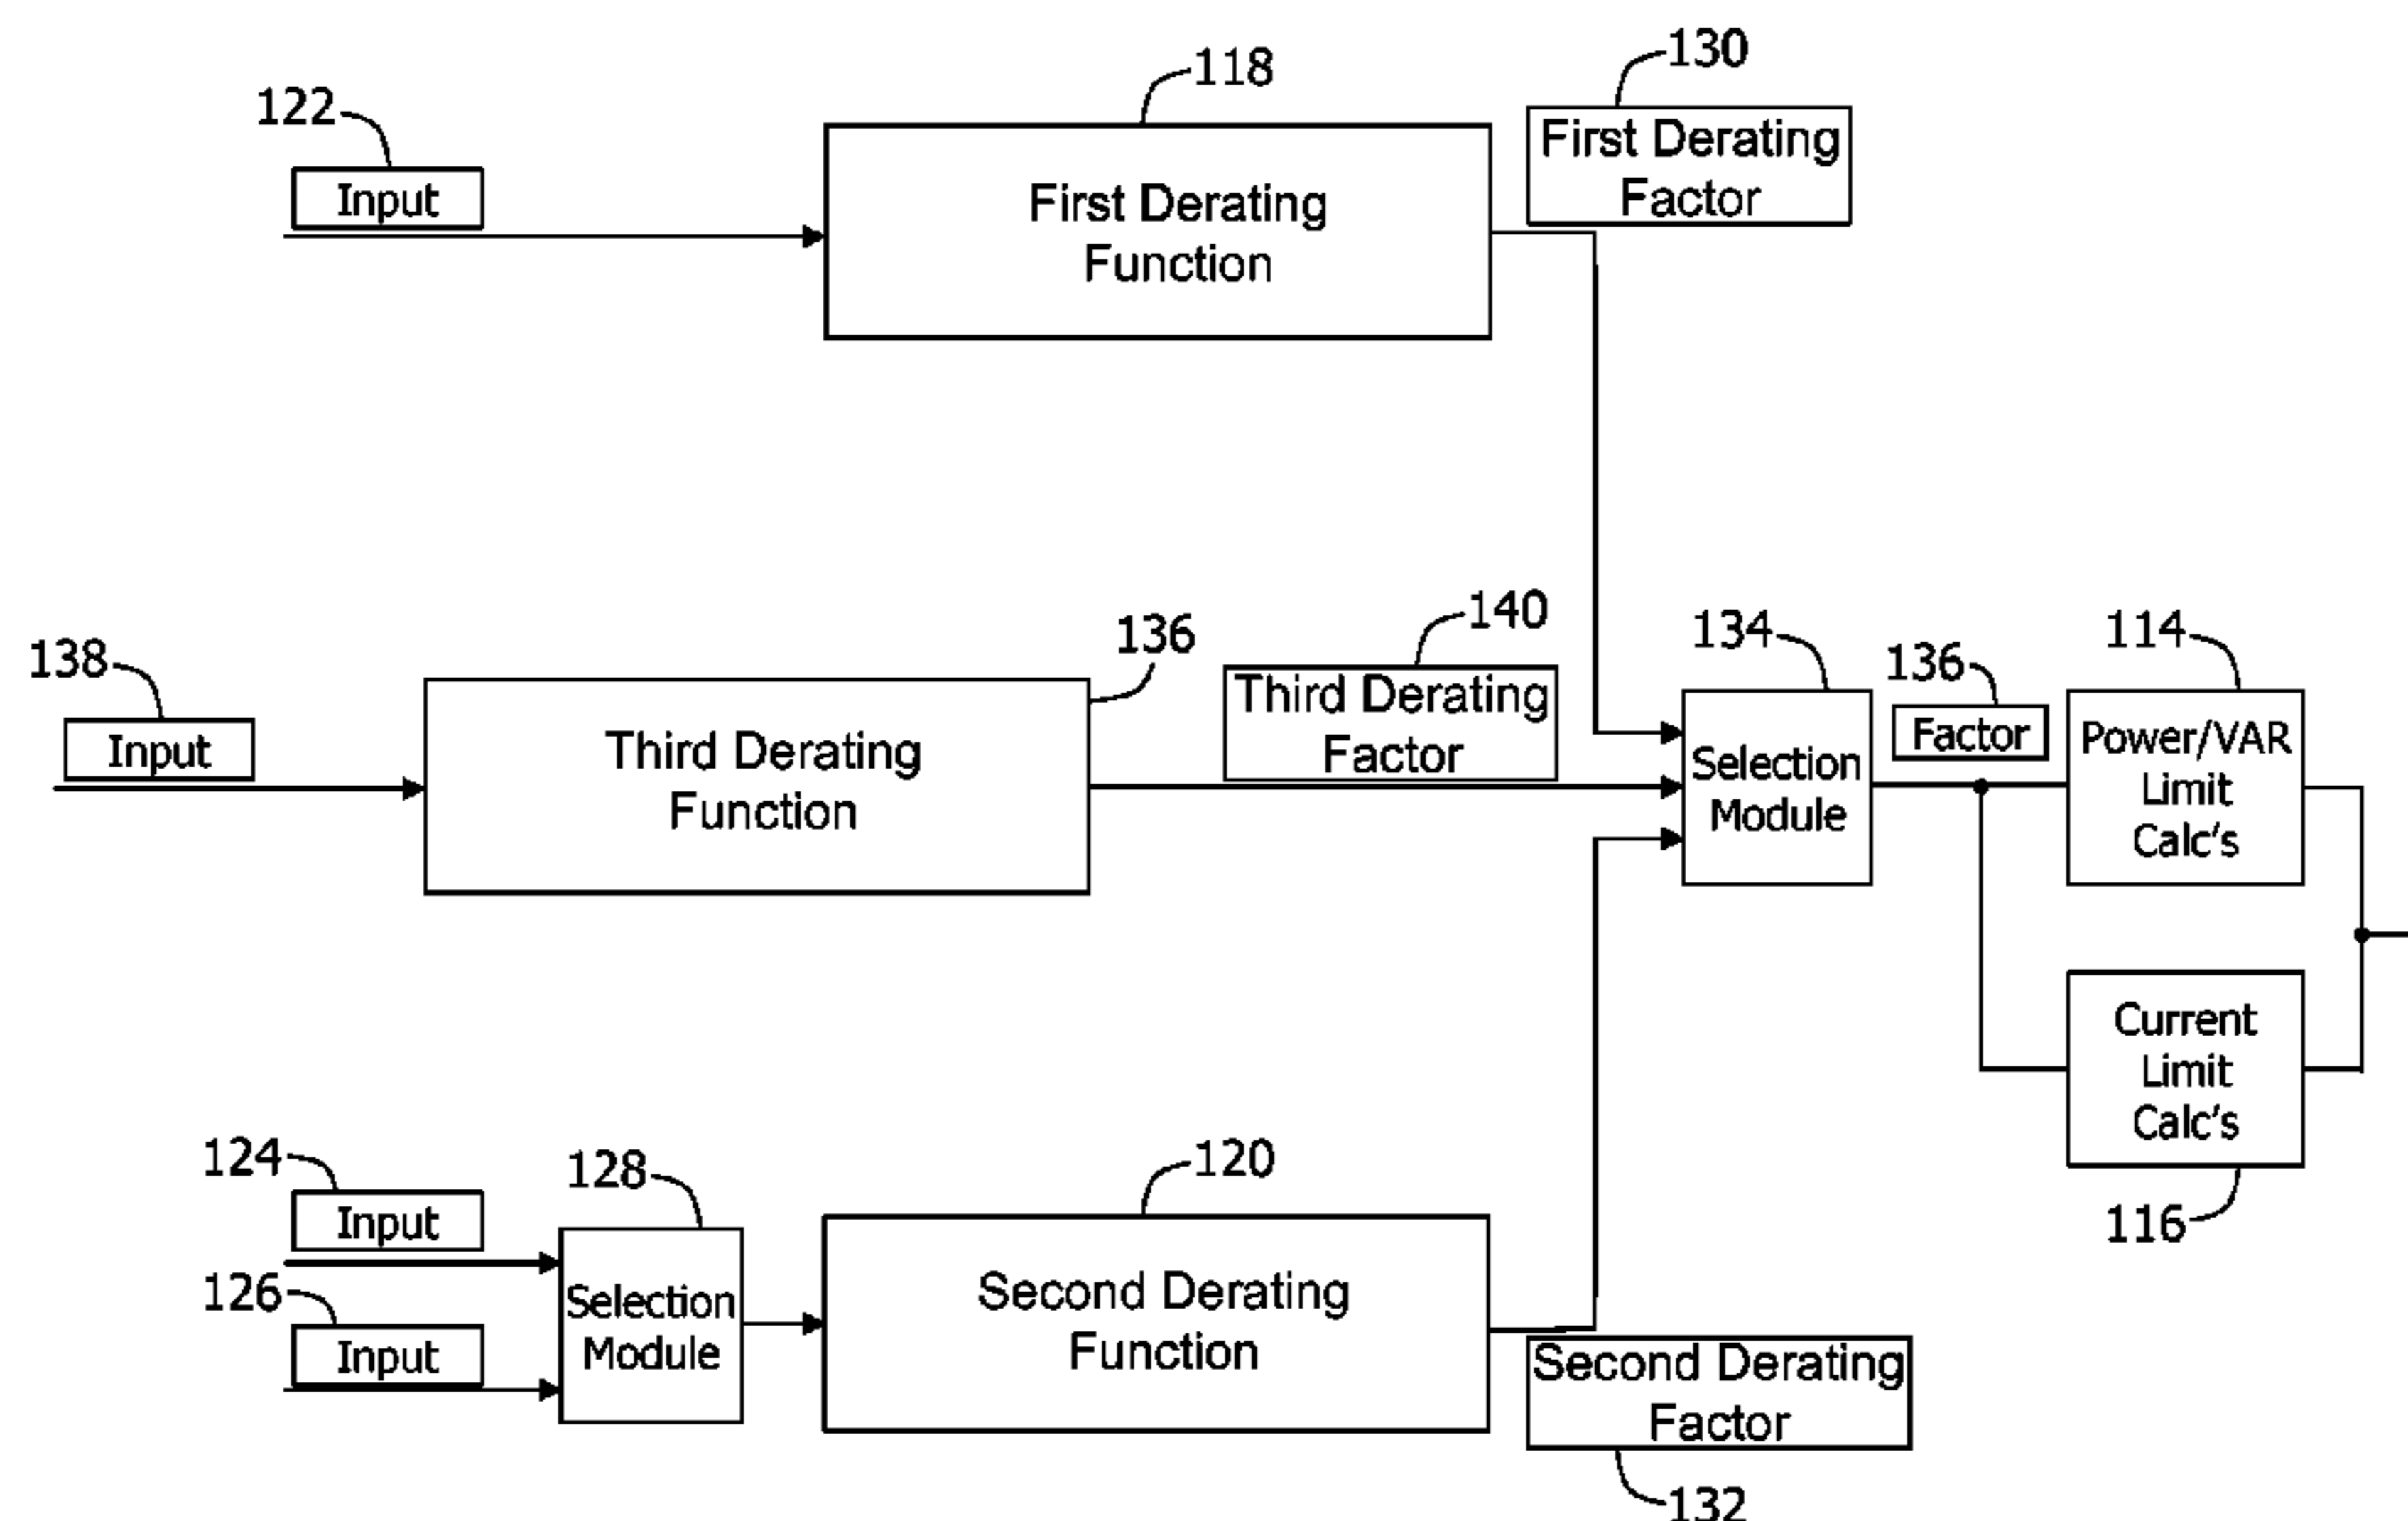 130
118
122
First Derating
Factor
Input
First Derating
Function
140
136
134
136
114
138
Third Derating
Factor
Factor
Input
Third Derating
Function
Selection
Module
Power/VAR
Limit
Calc's
Current
Limit
Calc's
116
124
128
120
Input
126
Input
Selection
Module
Second Derating
Function
Second Derating
Factor
132